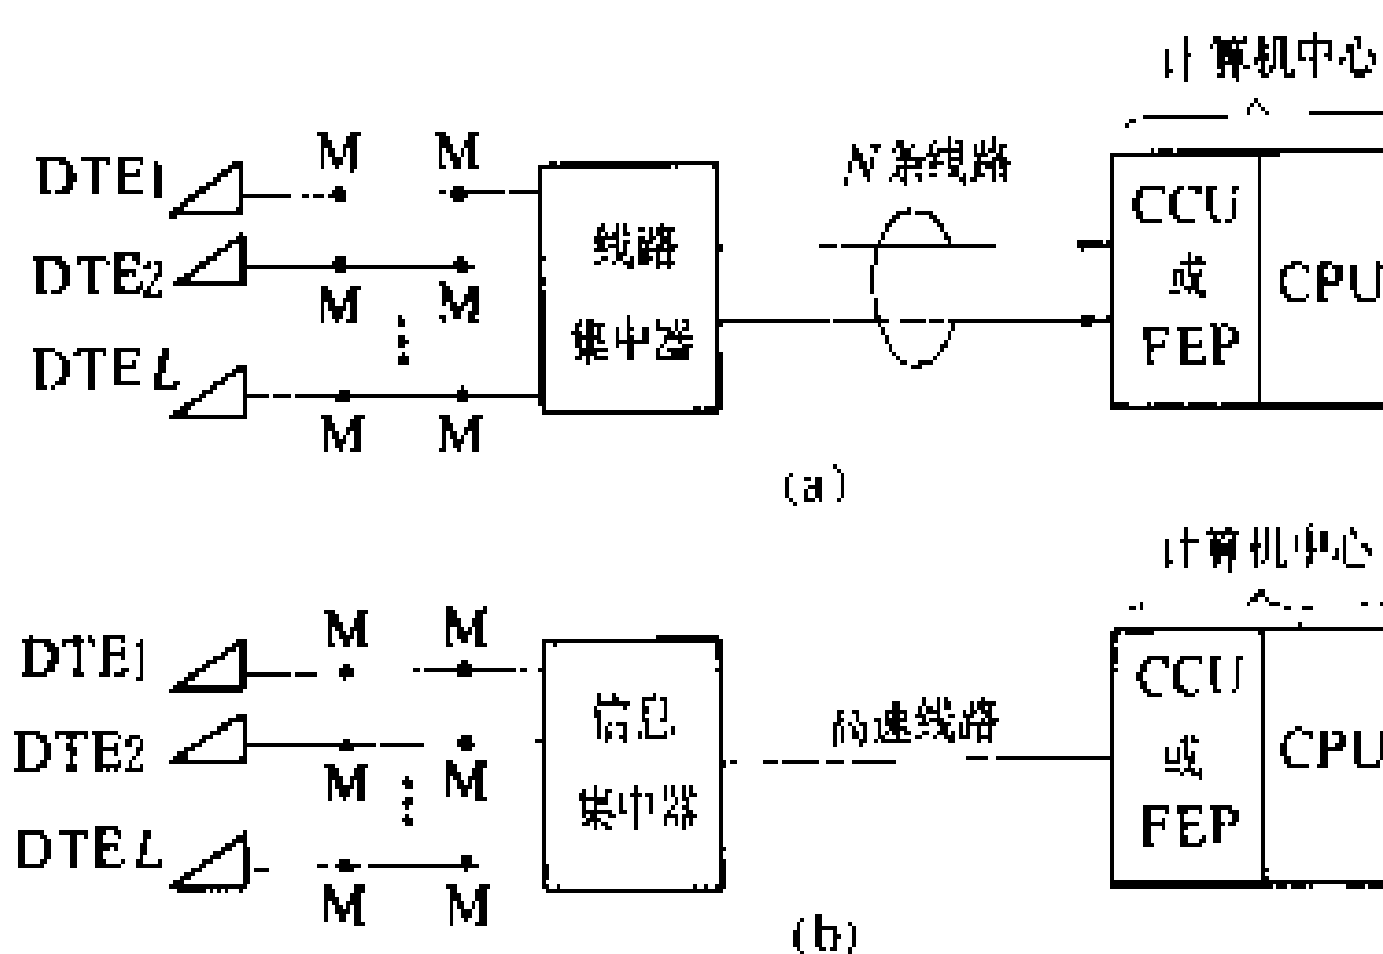 计算机中心
M M
N条线路
DTE1
CCU
线路
DTE2
或
CPU
M M
集中器
FEP
DTE L
M M
(a)
计算机中心
M M
DTE1
CCU
信息
高速线路
DTE2
或
CPU
M M
集中器
FEP
DTE L
M M
(b)